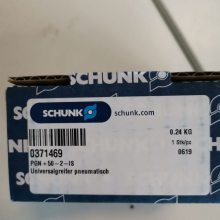 SCHUNK
SCHUNK
schunk.com
0371469
0.24 KG
PGN+50-2-IS
1 Stk/pc
Universalgreifer pneumatisch
0619